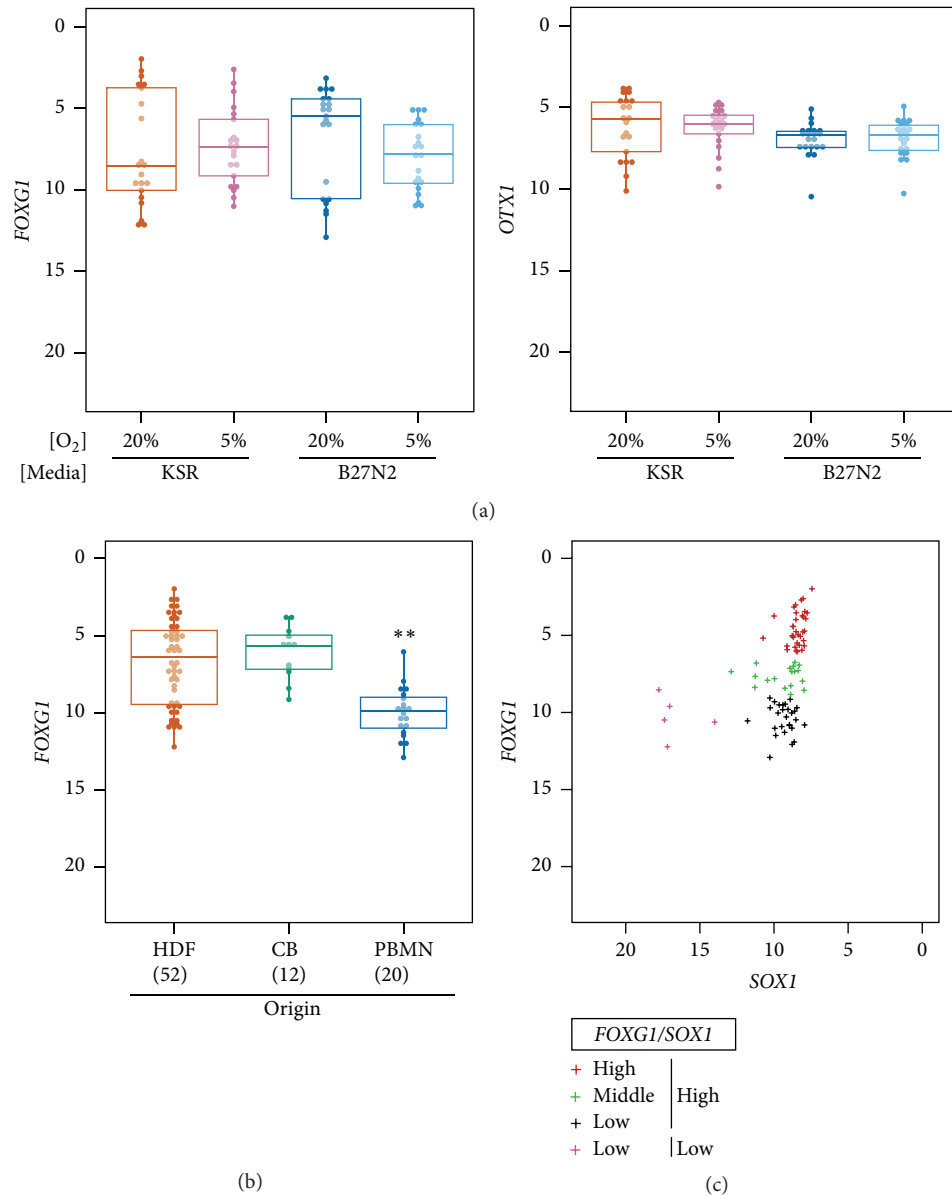 0
5
10
15
20
FOXG1
[O2] 20% 5% 20% 5%
[Media] KSR B27N2
0
5
10
15
20
OTX1
20% 5% 20% 5%
KSR B27N2
(a)
0
5
10
15
20
FOXG1
**
HDF CB PBMN
(52) (12) (20)
Origin
(b)
0
5
10
15
20
FOXG1
20 15 10 5 0
SOX1
FOXG1/SOX1
+ High
+ Middle High
+ Low
+ Low Low
(c)